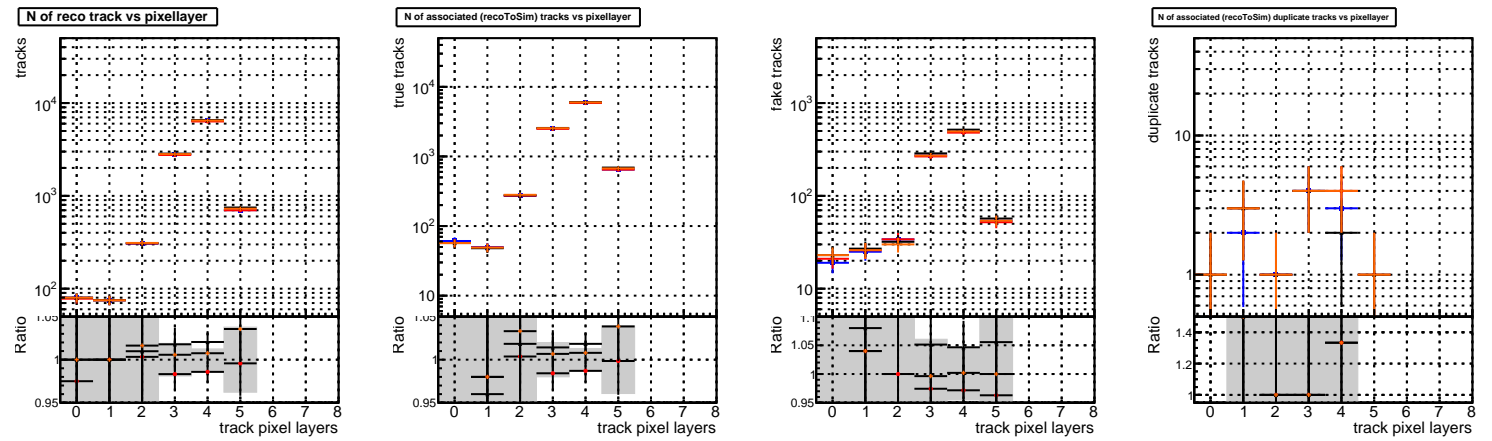 N of reco track vs pixellayer
tracks
10^4
10^3
10^2
Ratio
1.05
1
0.95
0 1 2 3 4 5 6 7 8
track pixel layers
N of associated (recoToSim) tracks vs pixellayer
true tracks
10^4
10^3
10^2
10
Ratio
1.05
1
0.95
0 1 2 3 4 5 6 7 8
track pixel layers
fake tracks
10^3
10^2
10
Ratio
1.1
1.05
1
0.95
0 1 2 3 4 5 6 7 8
track pixel layers
N of associated (recoToSim) duplicate tracks vs pixellayer
duplicate tracks
10
1
Ratio
1.4
1.2
1
0 1 2 3 4 5 6 7 8
track pixel layers